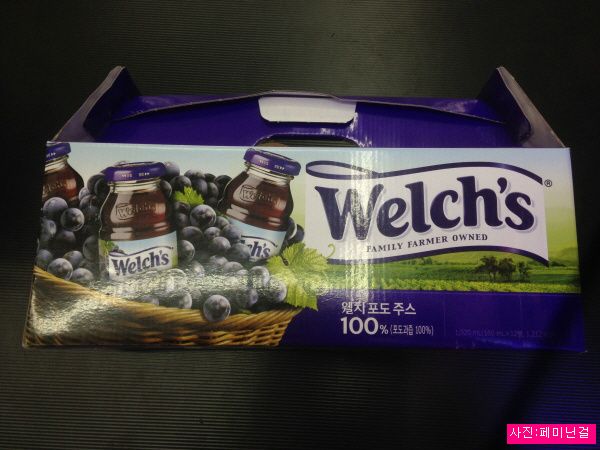 Welch's®
FAMILY FARMER OWNED
Welch's
Welch's
웰치 포도 주스
100% (포도과즙 100%)
사진:페미년걸